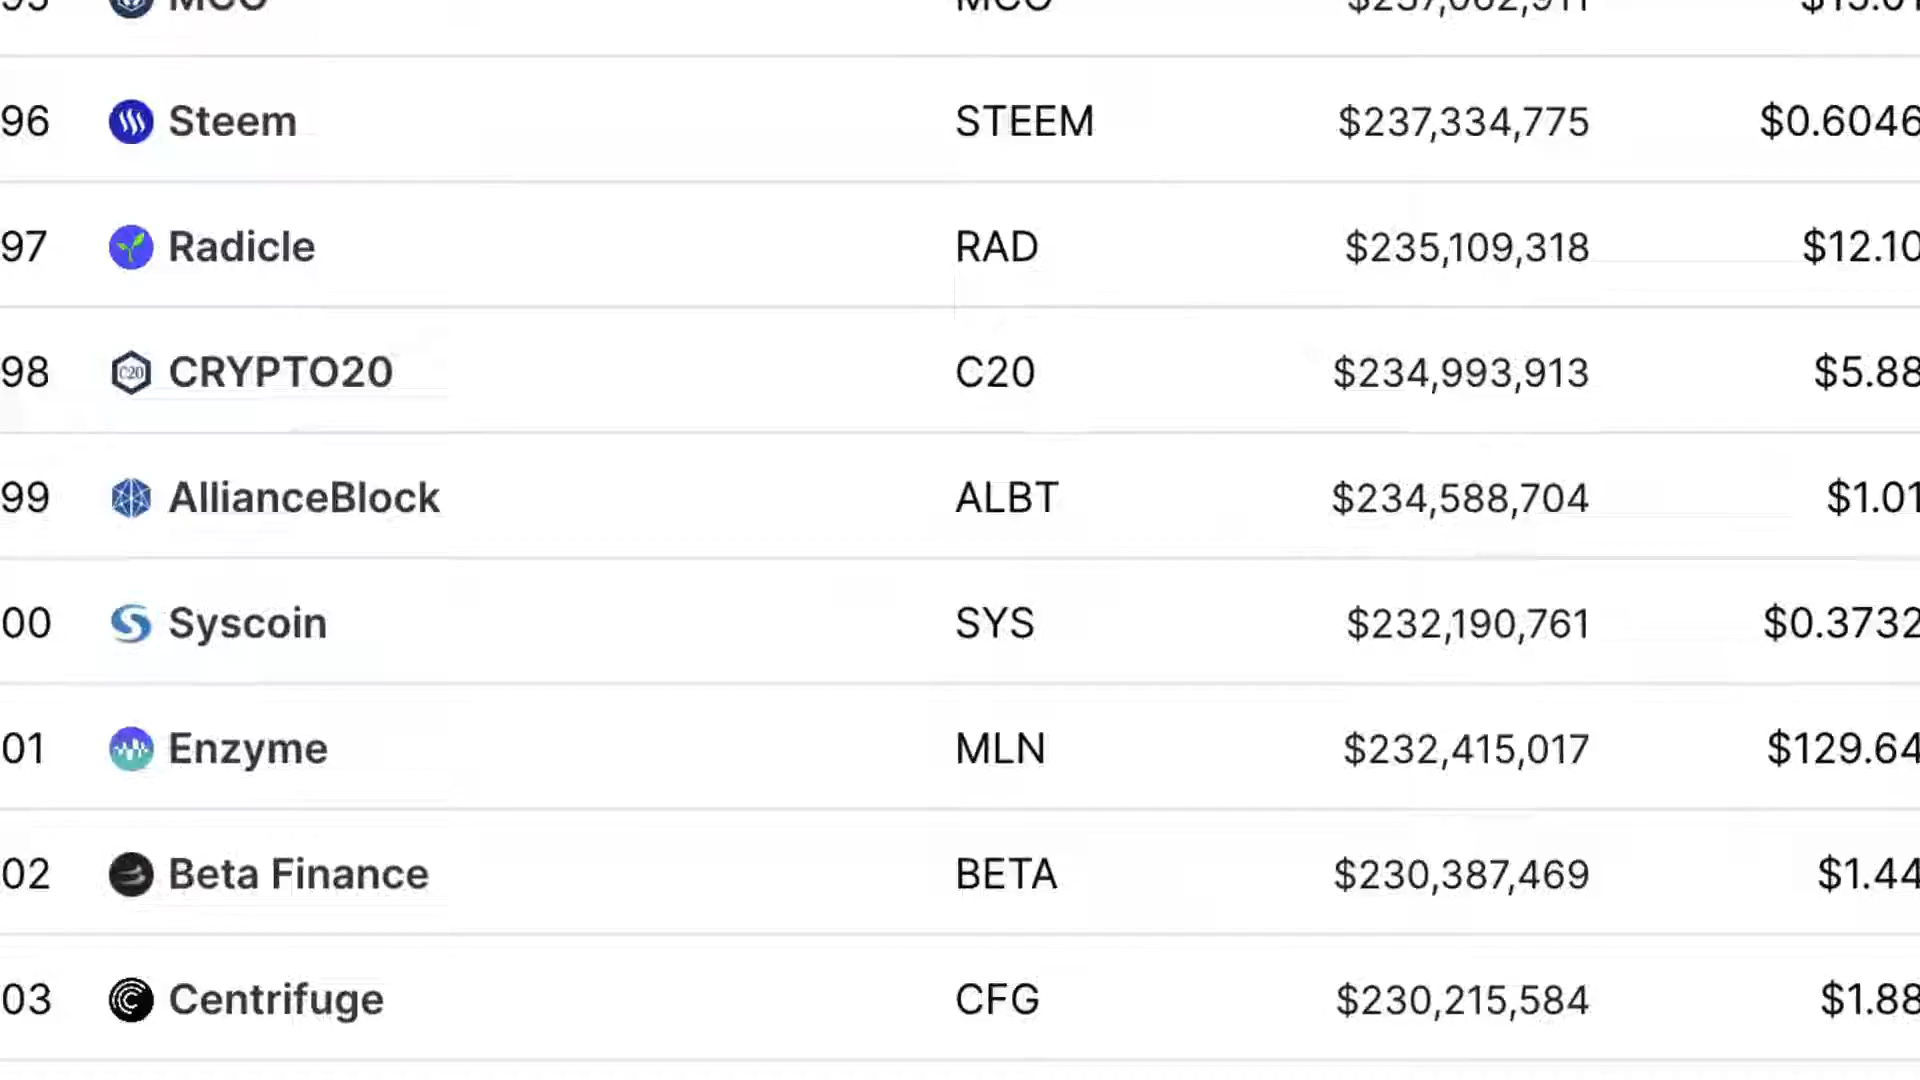 96 Steem STEEM $237,334,775 $0.6046
97 Radicle RAD $235,109,318 $12.10
98 C20 CRYPTO20 C20 $234,993,913 $5.88
99 AllianceBlock ALBT $234,588,704 $1.01
00 Syscoin SYS $232,190,761 $0.3732
01 Enzyme MLN $232,415,017 $129.64
02 Beta Finance BETA $230,387,469 $1.44
03 Centrifuge CFG $230,215,584 $1.88